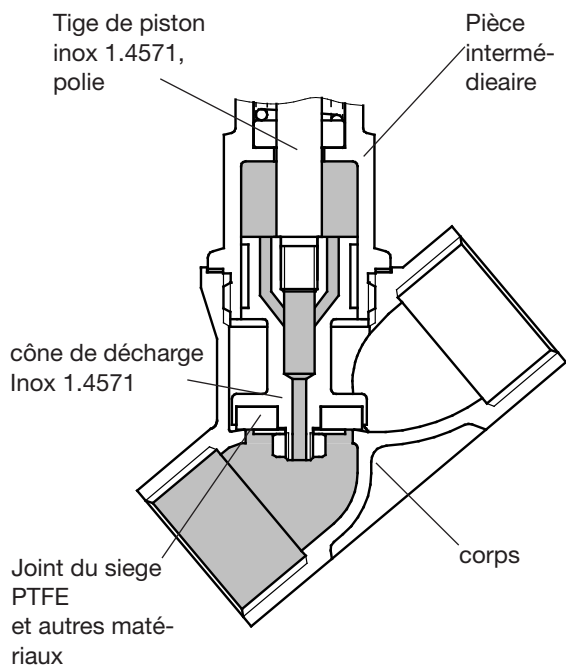 Tige de piston
inox 1.4571,
polie
Pièce
intermé-
dieaire
cône de décharge
Inox 1.4571
Joint du siege
PTFE
et autres maté-
riaux
corps